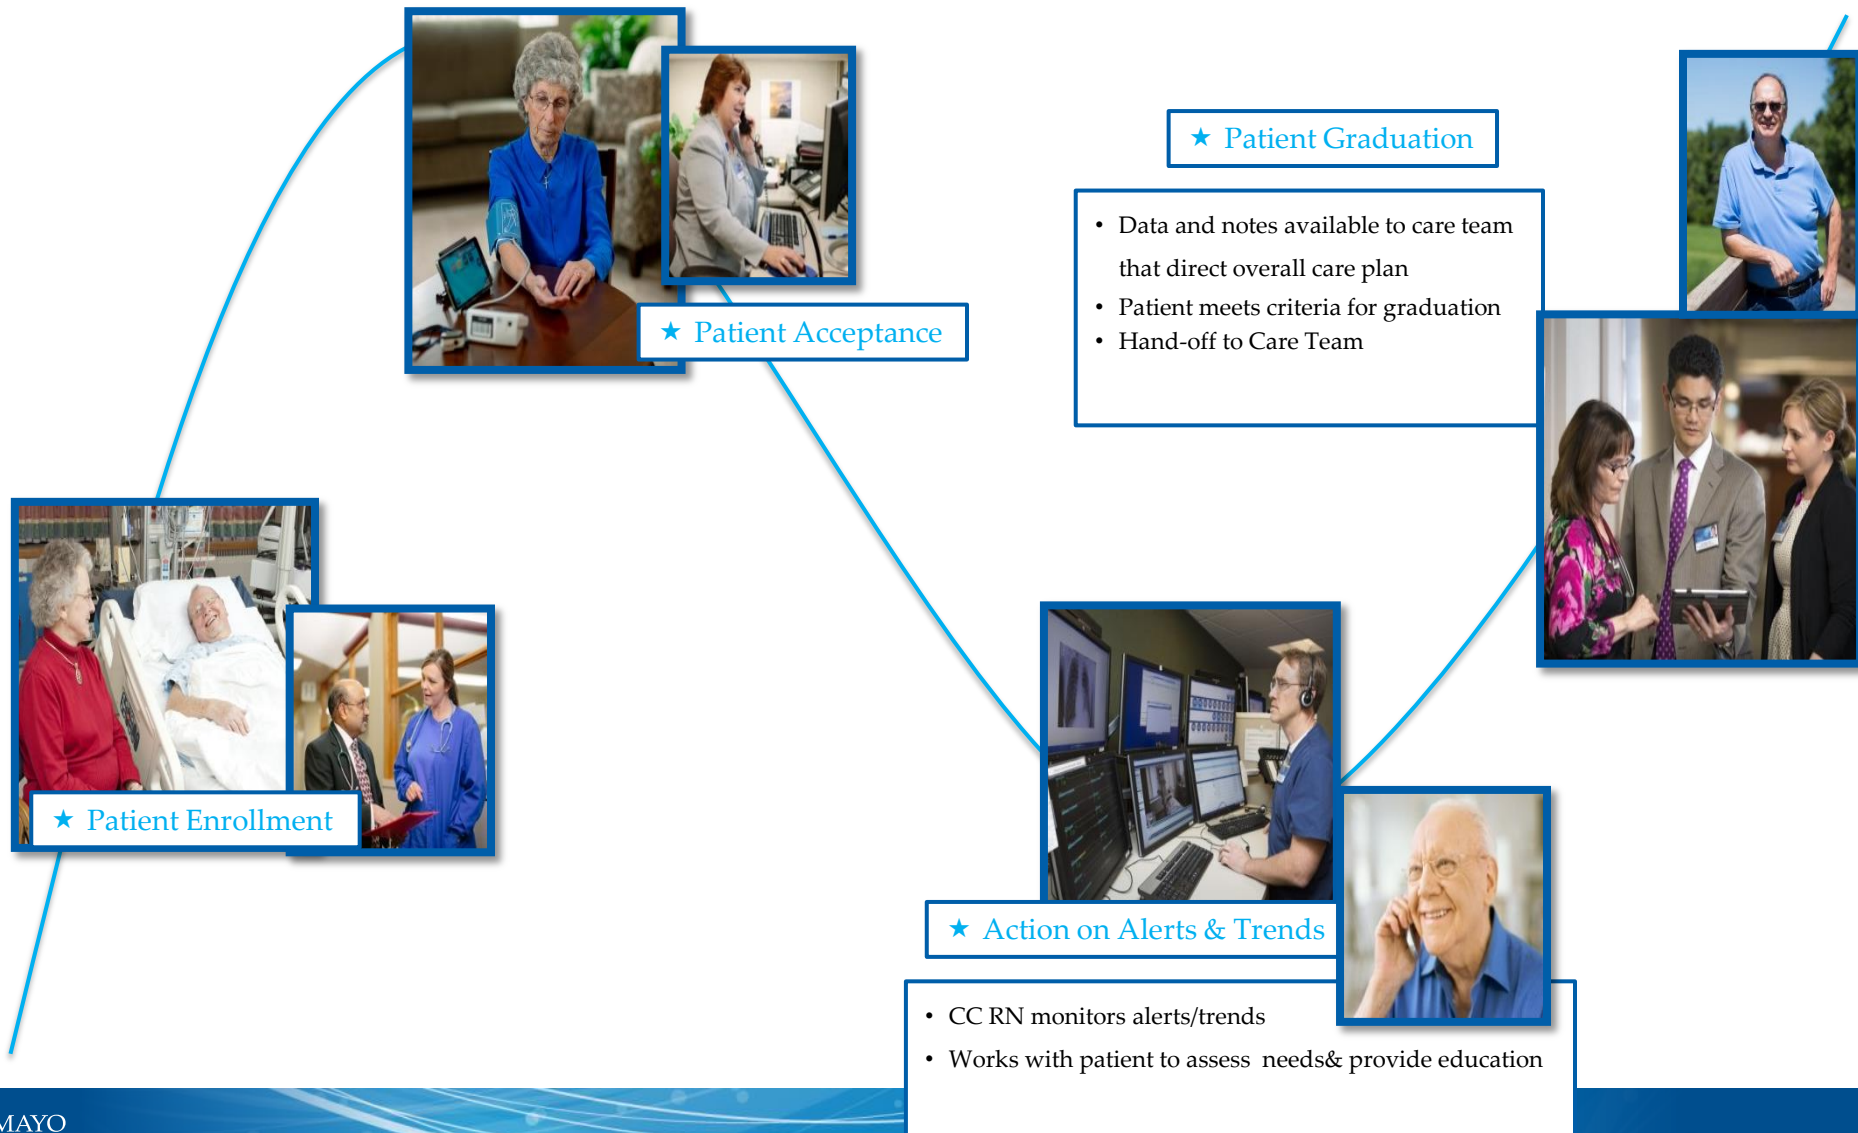 ★ Patient Graduation
• Data and notes available to care team
that direct overall care plan
• Patient meets criteria for graduation
• Hand-off to Care Team
★ Patient Acceptance
★ Patient Enrollment
★ Action on Alerts & Trends
• CC RN monitors alerts/trends
• Works with patient to assess  needs& provide education
MAYO